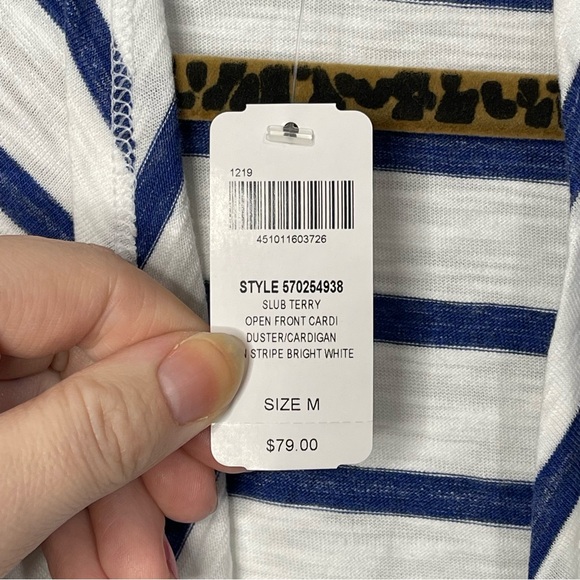 1219
451011603726
STYLE 570254938
SLUB TERRY
OPEN FRONT CARDI
DUSTER/CARDIGAN
STRIPE BRIGHT WHITE
SIZE M
$79.00